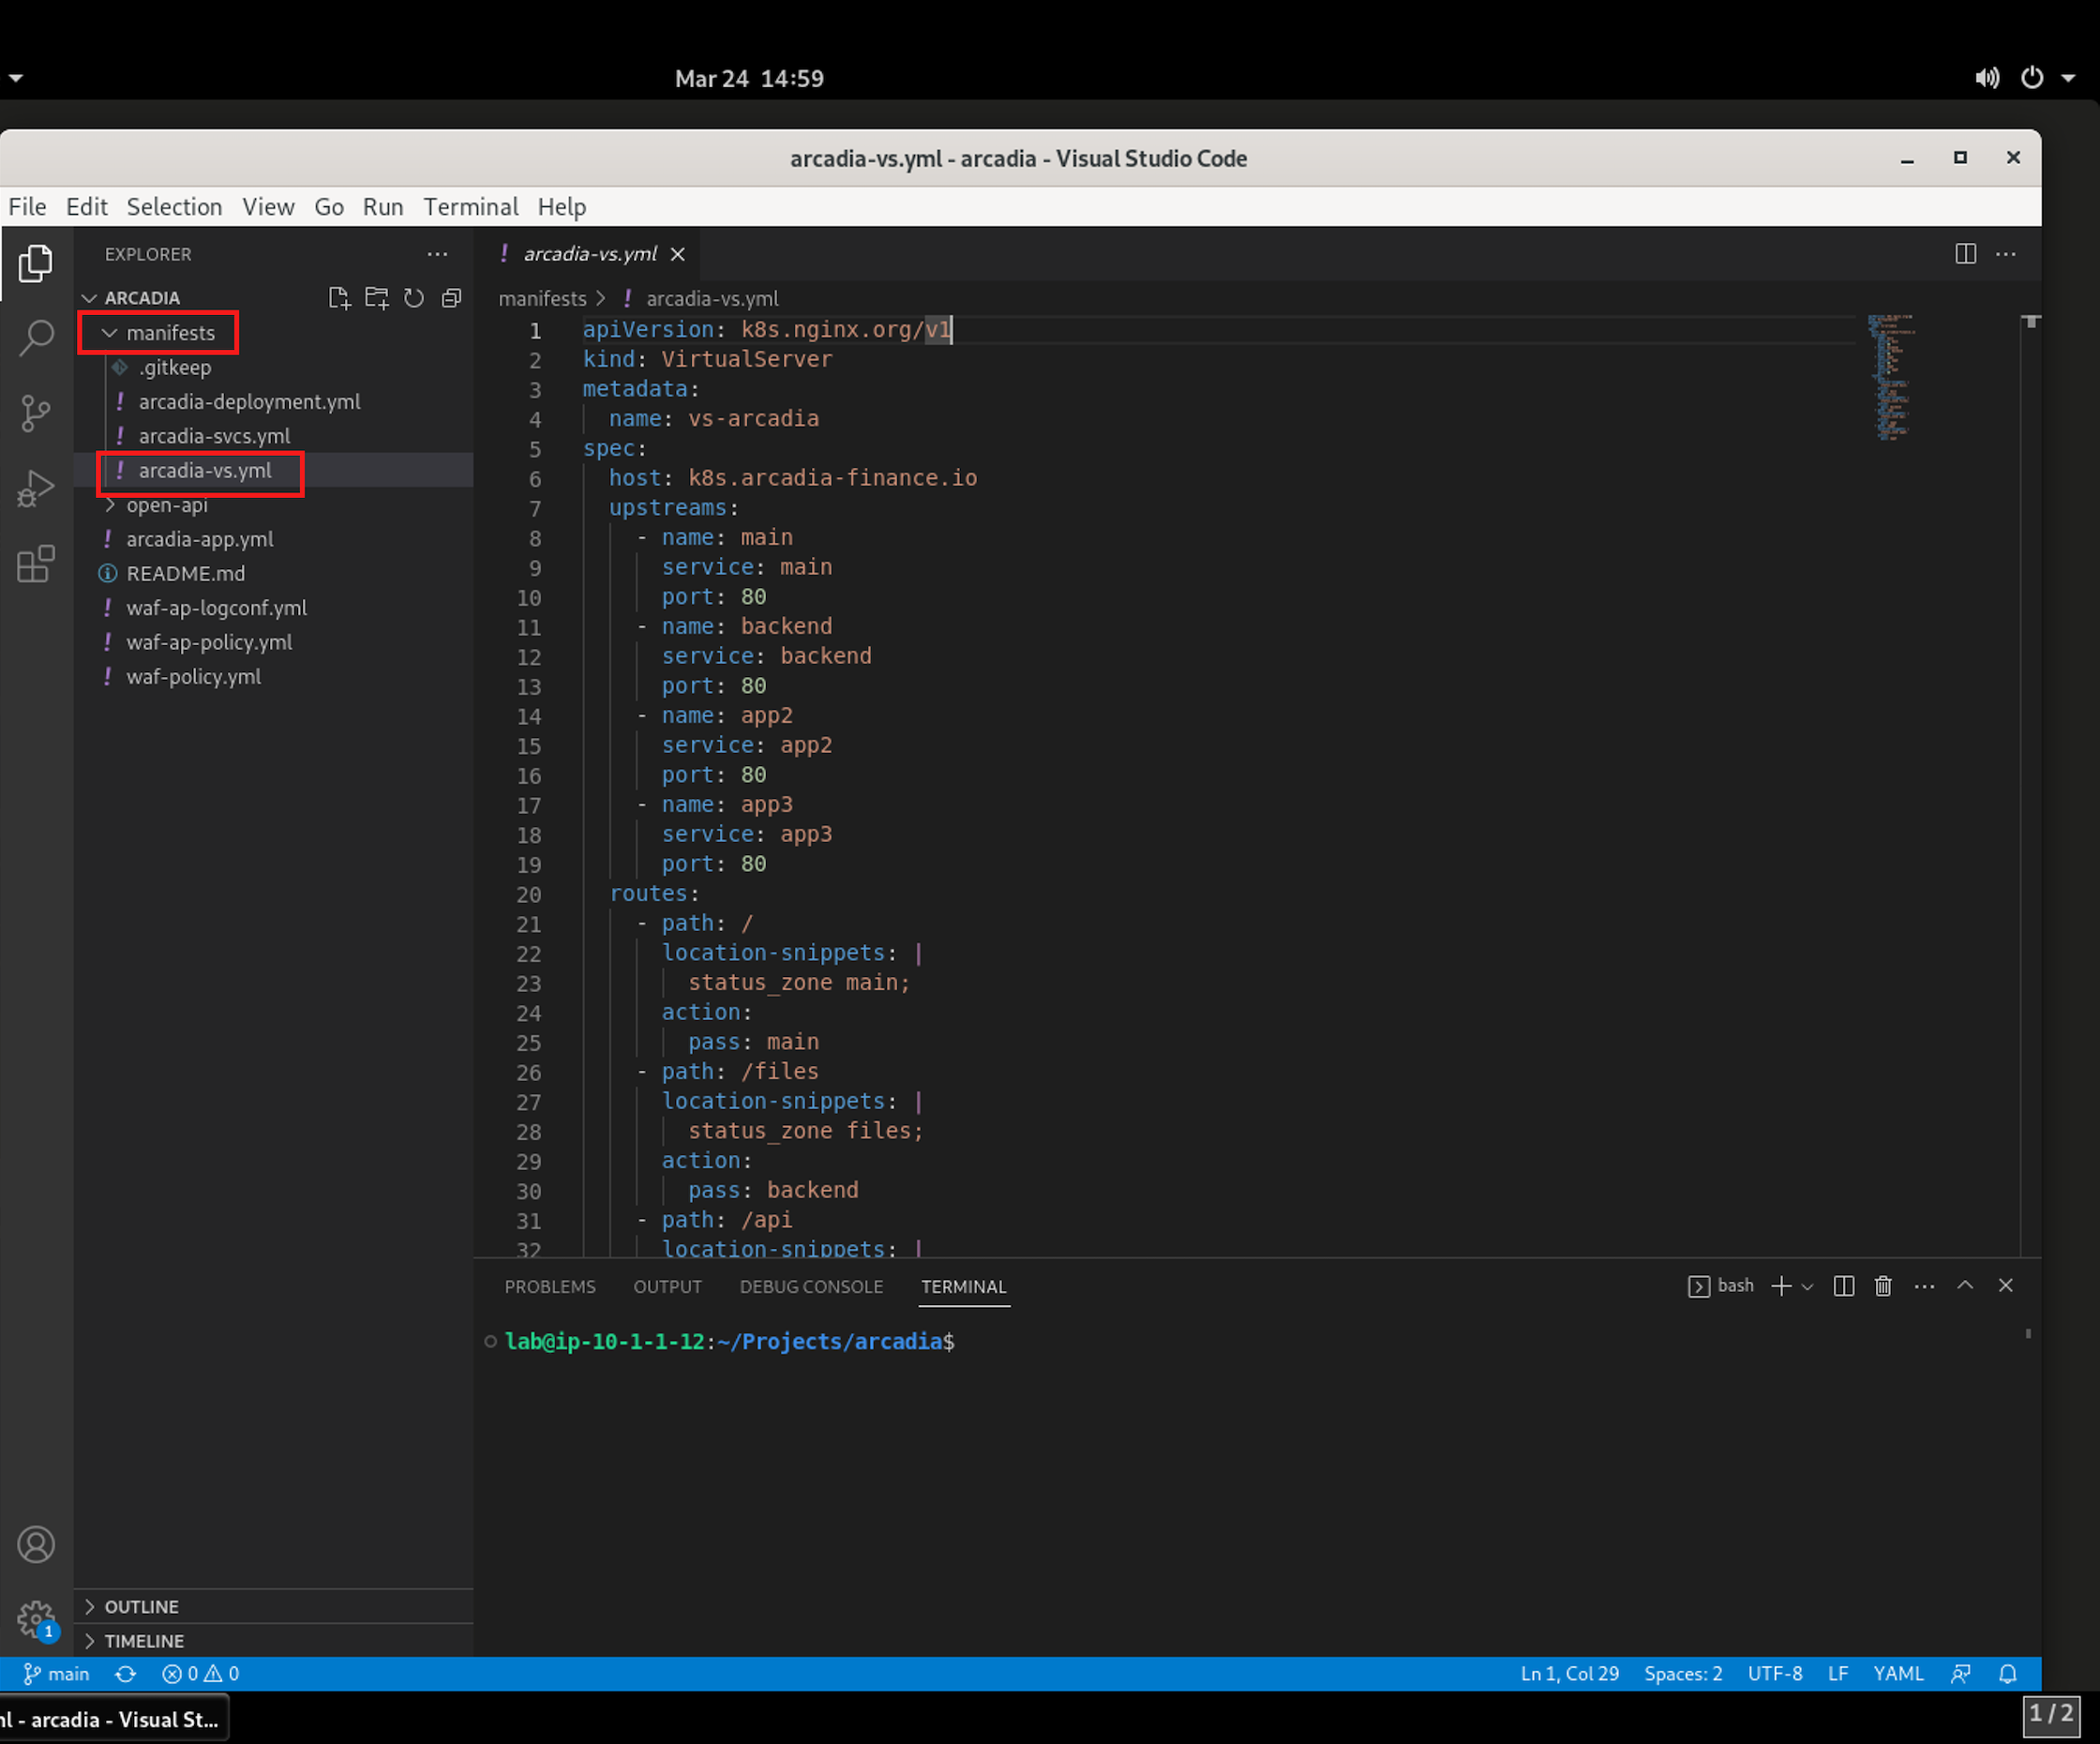 Mar 24 14:59
arcadia-vs.yml - arcadia - Visual Studio Code
File Edit Selection View Go Run Terminal Help
EXPLORER
ARCADIA
manifests
.gitkeep
arcadia-deployment.yml
arcadia-svcs.yml
arcadia-vs.yml
open-api
arcadia-app.yml
README.md
waf-ap-logconf.yml
waf-ap-policy.yml
waf-policy.yml
OUTLINE
TIMELINE
! arcadia-vs.yml
manifests > ! arcadia-vs.yml
1 apiVersion: k8s.nginx.org/v1
2 kind: VirtualServer
3 metadata:
4 name: vs-arcadia
5 spec:
6 host: k8s.arcadia-finance.io
7 upstreams:
8 - name: main
9 service: main
10 port: 80
11 - name: backend
12 service: backend
13 port: 80
14 - name: app2
15 service: app2
16 port: 80
17 - name: app3
18 service: app3
19 port: 80
20 routes:
21 - path: /
22 location-snippets: |
23 status_zone main;
24 action:
25 pass: main
26 - path: /files
27 location-snippets: |
28 status_zone files;
29 action:
30 pass: backend
31 - path: /api
32 location-snippets: |
PROBLEMS OUTPUT DEBUG CONSOLE TERMINAL
bash
lab@ip-10-1-1-12:~/Projects/arcadia$
1
main 0 0 Ln 1, Col 29 Spaces: 2 UTF-8 LF YAML
nl - arcadia - Visual St...
1 / 2